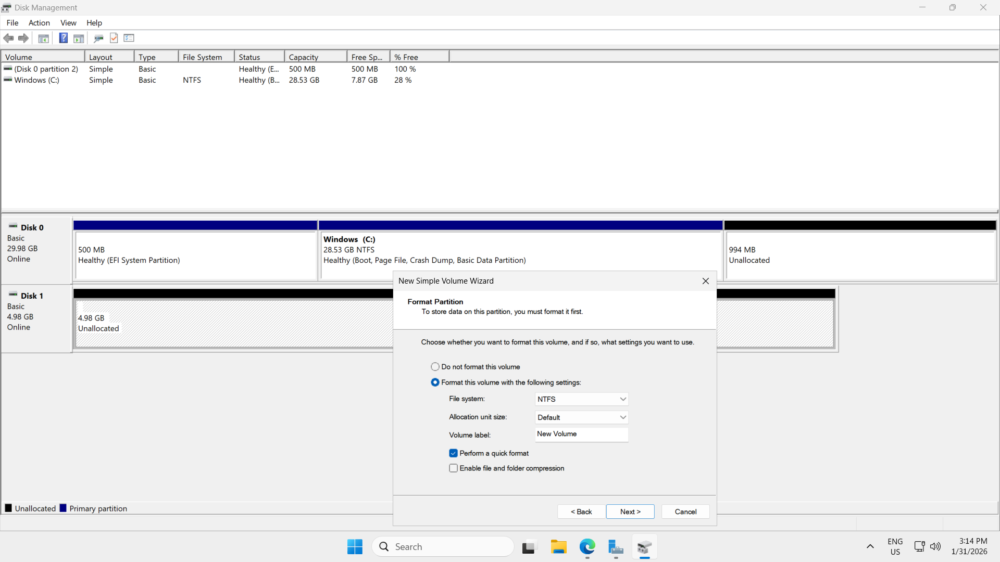 Disk Management
File Action View Help
Volume Layout Type File System Status Capacity Free Sp... % Free
(Disk 0 partition 2) Simple Basic Healthy (E... 500 MB 500 MB 100 %
Windows (C:) Simple Basic NTFS Healthy (B... 28.53 GB 7.87 GB 28 %
Disk 0
Basic
29.98 GB
Online
500 MB
Healthy (EFI System Partition)
Windows (C:)
28.53 GB NTFS
Healthy (Boot, Page File, Crash Dump, Basic Data Partition)
994 MB
Unallocated
Disk 1
Basic
4.98 GB
Online
4.98 GB
Unallocated
New Simple Volume Wizard
Format Partition
To store data on this partition, you must format it first.
Choose whether you want to format this volume, and if so, what settings you want to use.
Do not format this volume
Format this volume with the following settings:
File system: NTFS
Allocation unit size: Default
Volume label: New Volume
Perform a quick format
Enable file and folder compression
< Back Next > Cancel
Unallocated Primary partition
Search
ENG
US
3:14 PM
1/31/2026